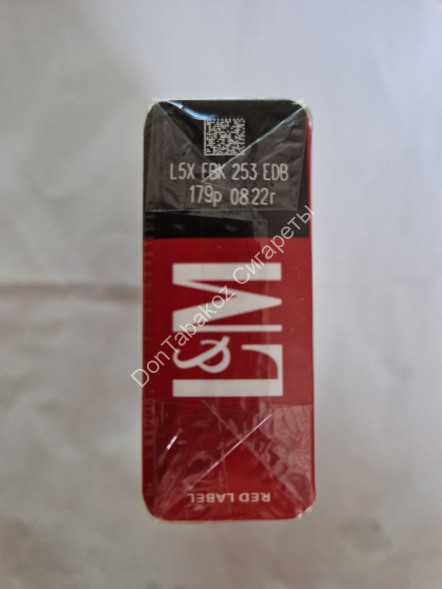 L5X FBK 253 EDB
179р 08.22г
L&M
RED LABEL
DonTabakoz Сигареты